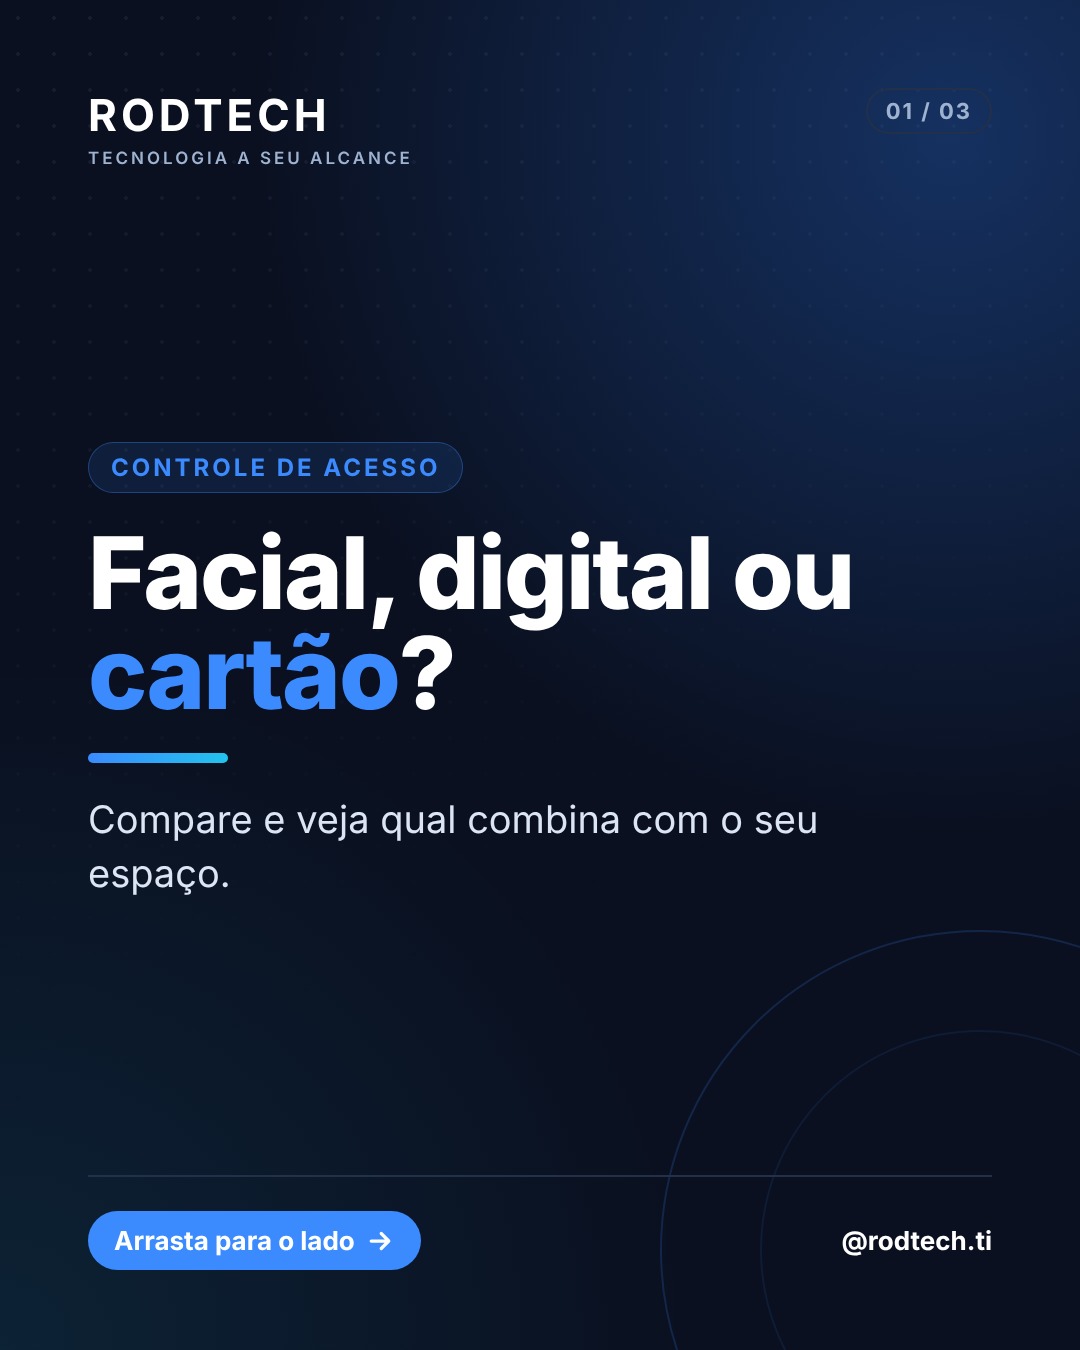 RODTECH
TECNOLOGIA A SEU ALCANCE
01 / 03
CONTROLE DE ACESSO
Facial, digital ou
cartão?
Compare e veja qual combina com o seu
espaço.
Arrasta para o lado →
@rodtech.ti